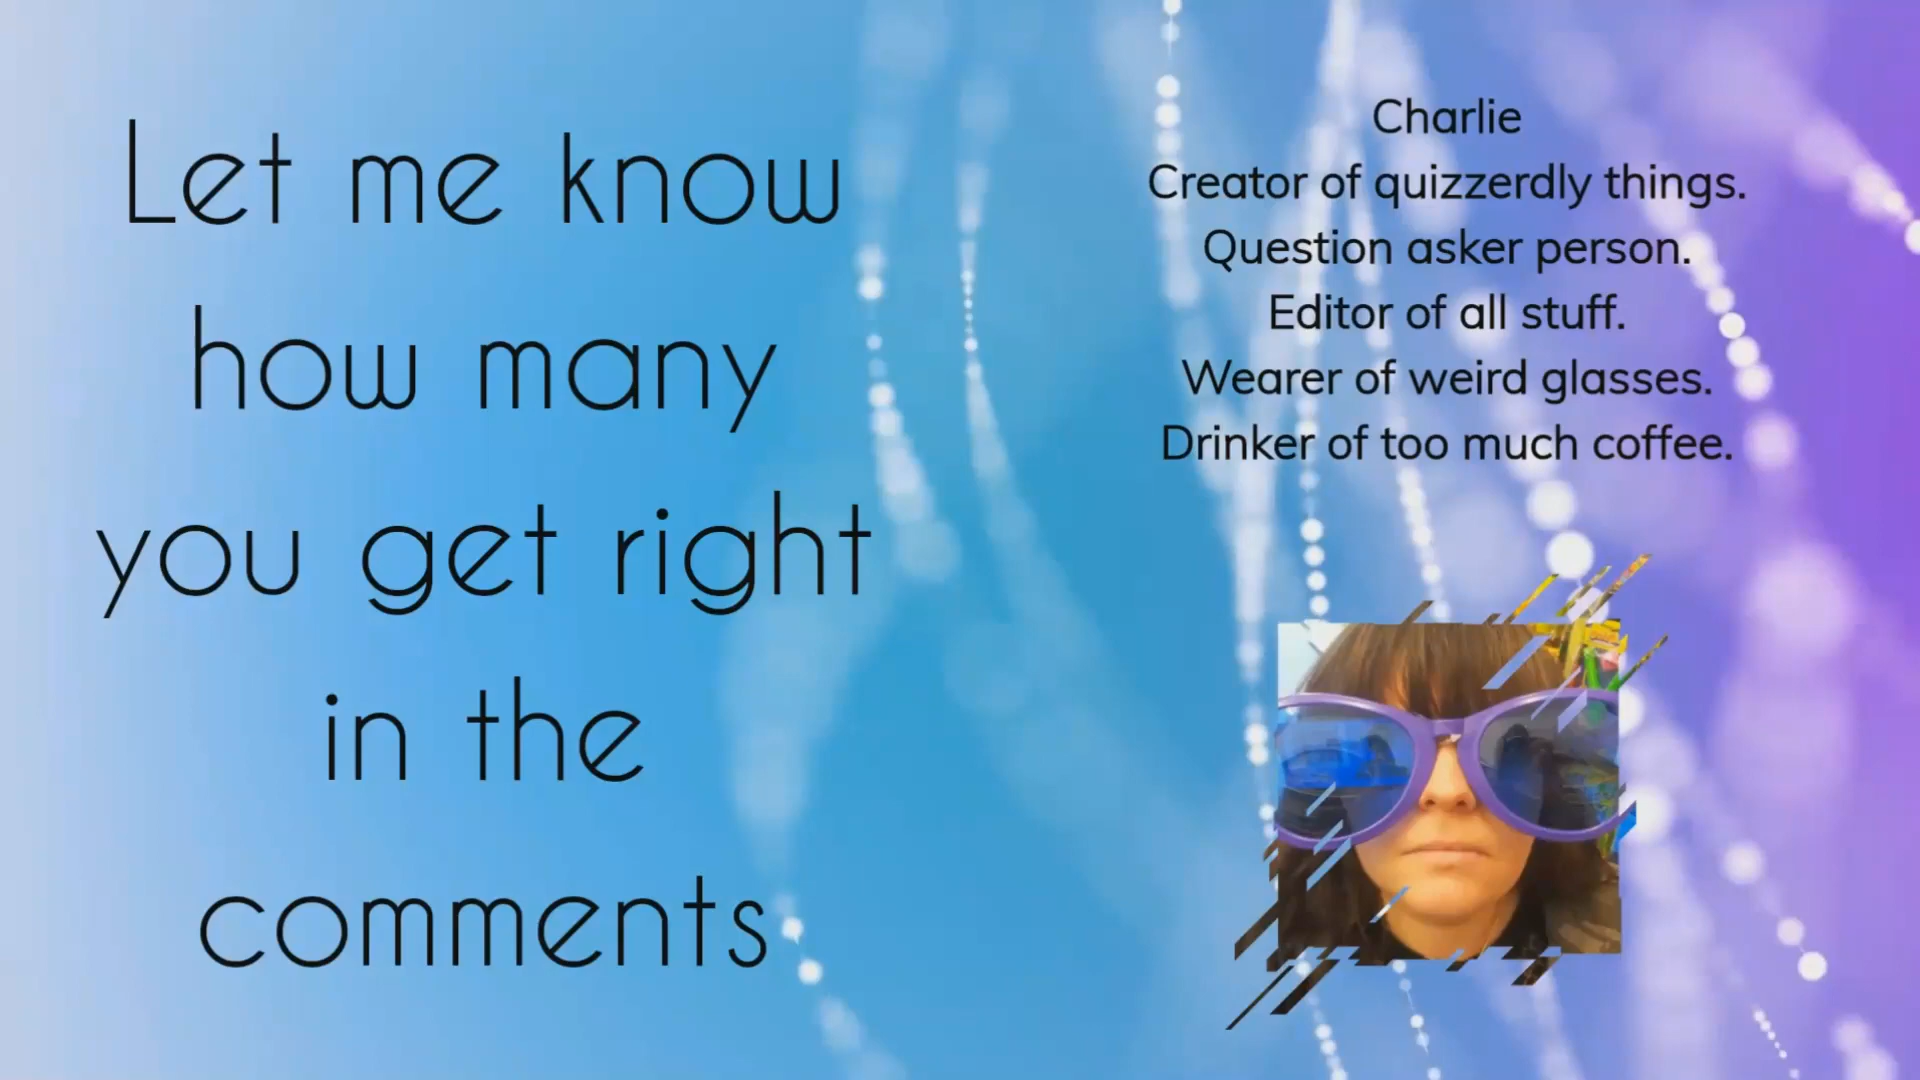 Let me know
how many
you get right
in the
comments
Charlie
Creator of quizzerdly things.
Question asker person.
Editor of all stuff.
Wearer of weird glasses.
Drinker of too much coffee.